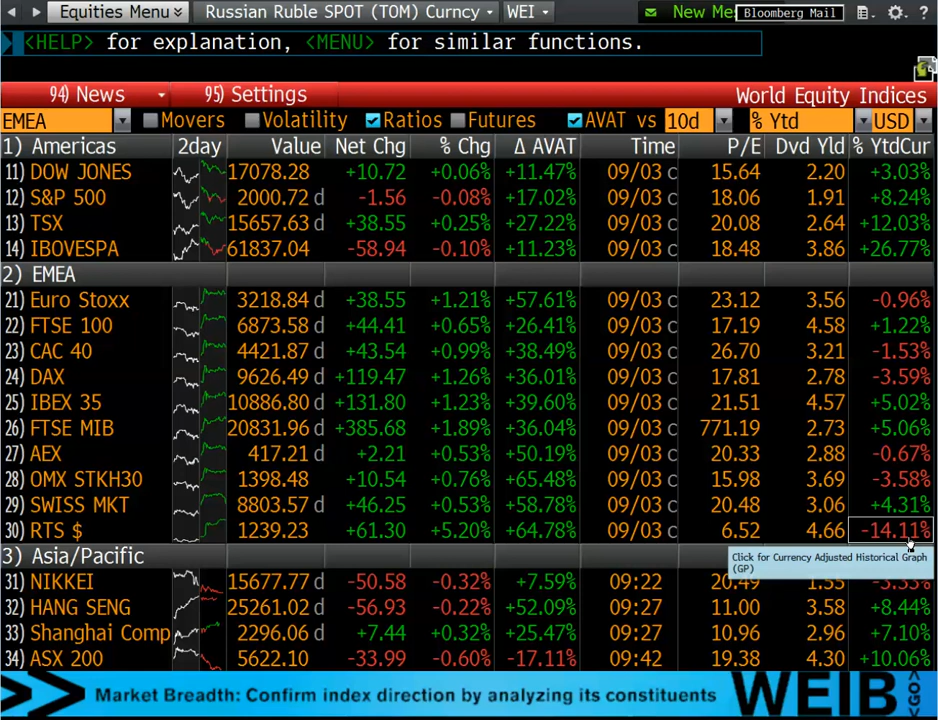 Equities Menu Russian Ruble SPOT (TOM) Curncy WEI New Me Bloomberg Mail ?
<HELP> for explanation, <MENU> for similar functions.
94) News 95) Settings World Equity Indices
EMEA Movers Volatility Ratios Futures AVAT vs 10d % Ytd USD
1) Americas 2day Value Net Chg % Chg Δ AVAT Time P/E Dvd Yld % YtdCur
11) DOW JONES 17078.28 +10.72 +0.06% +11.47% 09/03 c 15.64 2.20 +3.03%
12) S&P 500 2000.72 d -1.56 -0.08% +17.02% 09/03 c 18.06 1.91 +8.24%
13) TSX 15657.63 d +38.55 +0.25% +27.22% 09/03 c 20.08 2.64 +12.03%
14) IBOVESPA 61837.04 -58.94 -0.10% +11.23% 09/03 c 18.48 3.86 +26.77%
2) EMEA
21) Euro Stoxx 3218.84 d +38.55 +1.21% +57.61% 09/03 c 23.12 3.56 -0.96%
22) FTSE 100 6873.58 d +44.41 +0.65% +26.41% 09/03 c 17.19 4.58 +1.22%
23) CAC 40 4421.87 d +43.54 +0.99% +38.49% 09/03 c 26.70 3.21 -1.53%
24) DAX 9626.49 d +119.47 +1.26% +36.01% 09/03 c 17.81 2.78 -3.59%
25) IBEX 35 10886.80 d +131.80 +1.23% +39.60% 09/03 c 21.51 4.57 +5.02%
26) FTSE MIB 20831.96 d +385.68 +1.89% +36.04% 09/03 c 771.19 2.73 +5.06%
27) AEX 417.21 d +2.21 +0.53% +50.19% 09/03 c 20.33 2.88 -0.67%
28) OMX STKH30 1398.48 +10.54 +0.76% +65.48% 09/03 c 15.98 3.69 -3.58%
29) SWISS MKT 8803.57 d +46.25 +0.53% +58.78% 09/03 c 20.48 3.06 +4.31%
30) RTS $ 1239.23 +61.30 +5.20% +64.78% 09/03 c 6.52 4.66 -14.11%
3) Asia/Pacific
Click for Currency Adjusted Historical Graph
(GP)
31) NIKKEI 15677.77 d -50.58 -0.32% +7.59% 09:22 20.49 1.55 -3.33%
32) HANG SENG 25261.02 d -56.93 -0.22% +52.09% 09:27 11.00 3.58 +8.44%
33) Shanghai Comp 2296.06 d +7.44 +0.32% +25.47% 09:27 10.96 2.96 +7.10%
34) ASX 200 5622.10 -33.99 -0.60% -17.11% 09:42 19.38 4.30 +10.06%
Market Breadth: Confirm index direction by analyzing its constituents WEIB <GO>